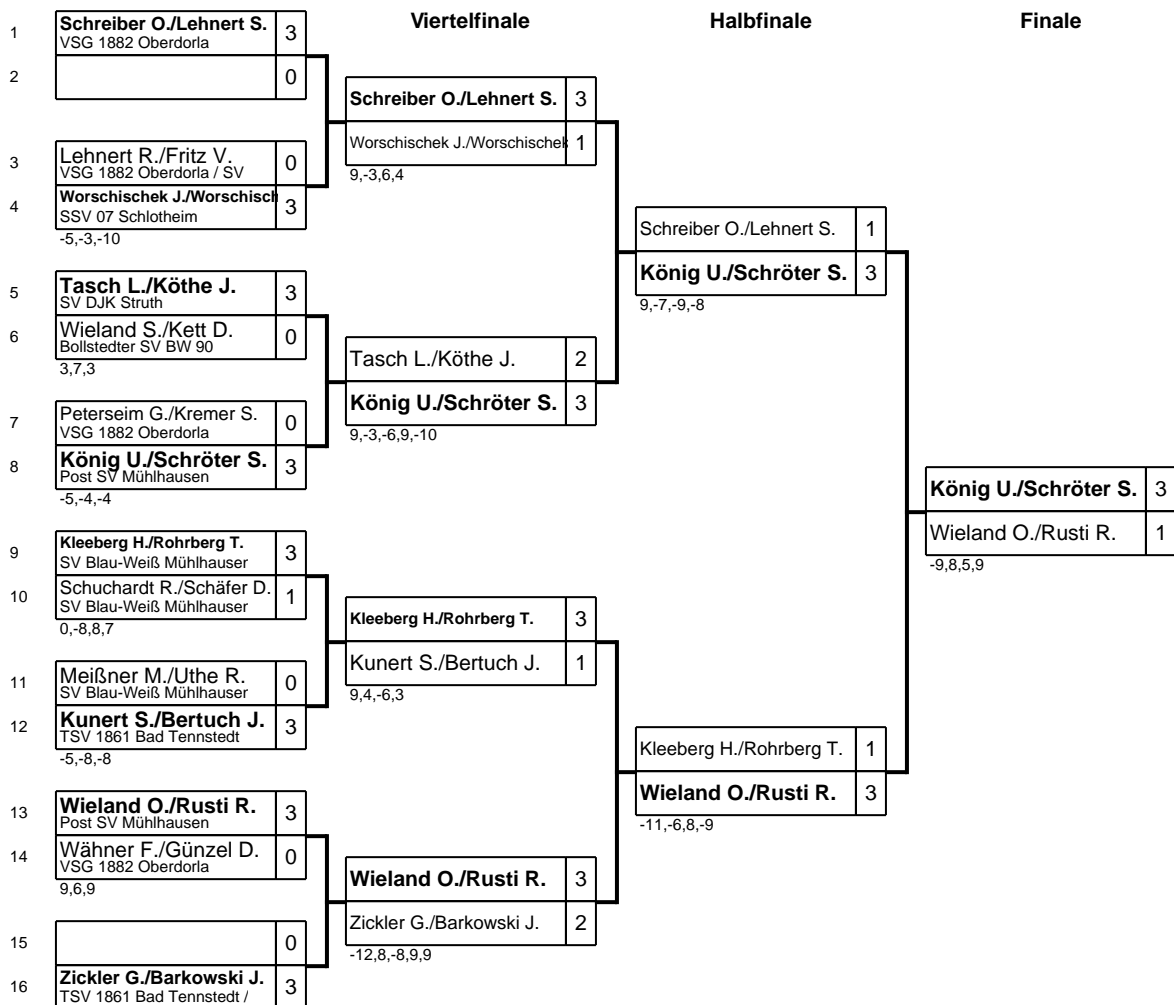 Viertelfinale Halbfinale Finale
1 Schreiber O./Lehnert S. 3
VSG 1882 Oberdorla
2 0
3 Lehnert R./Fritz V. 0
VSG 1882 Oberdorla / SV
4 Worschischek J./Worschisch 3
SSV 07 Schlotheim
-5,-3,-10
5 Tasch L./Köthe J. 3
SV DJK Struth
6 Wieland S./Kett D. 0
Bollstedter SV BW 90
3,7,3
7 Peterseim G./Kremer S. 0
VSG 1882 Oberdorla
8 König U./Schröter S. 3
Post SV Mühlhausen
-5,-4,-4
9 Kleeberg H./Rohrberg T. 3
SV Blau-Weiß Mühlhauser
10 Schuchardt R./Schäfer D. 1
SV Blau-Weiß Mühlhauser
0,-8,8,7
11 Meißner M./Uthe R. 0
SV Blau-Weiß Mühlhauser
12 Kunert S./Bertuch J. 3
TSV 1861 Bad Tennstedt
-5,-8,-8
13 Wieland O./Rusti R. 3
Post SV Mühlhausen
14 Wähner F./Günzel D. 0
VSG 1882 Oberdorla
9,6,9
15 0
16 Zickler G./Barkowski J. 3
TSV 1861 Bad Tennstedt /
Schreiber O./Lehnert S. 3
Worschischek J./Worschischek 1
9,-3,6,4
Tasch L./Köthe J. 2
König U./Schröter S. 3
9,-3,-6,9,-10
Kleeberg H./Rohrberg T. 3
Kunert S./Bertuch J. 1
9,4,-6,3
Wieland O./Rusti R. 3
Zickler G./Barkowski J. 2
-12,8,-8,9,9
Schreiber O./Lehnert S. 1
König U./Schröter S. 3
9,-7,-9,-8
Kleeberg H./Rohrberg T. 1
Wieland O./Rusti R. 3
-11,-6,8,-9
König U./Schröter S. 3
Wieland O./Rusti R. 1
-9,8,5,9